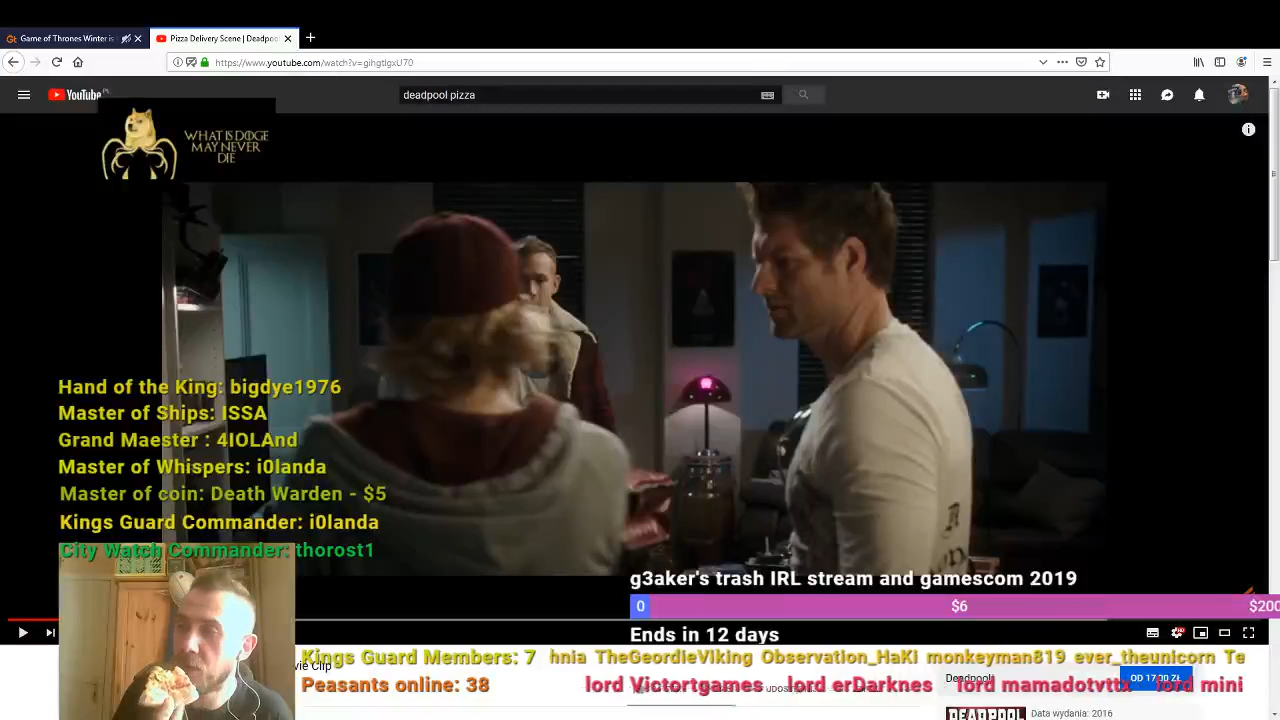 Game of Thrones Winter is
Pizza Delivery Scene | Deadpoo
https://www.youtube.com/watch?v=gihgtlgxU70
YouTube PL
deadpool pizza
WHAT IS DOGE
MAY NEVER
DIE
Hand of the King: bigdye1976
Master of Ships: ISSA
Grand Maester : 4IOLAnd
Master of Whispers: i0landa
Master of coin: Death Warden - $5
Kings Guard Commander: i0landa
City Watch Commander: thorost1
g3aker's trash IRL stream and gamescom 2019
0 $6 $200
Ends in 12 days
vie Clip
Kings Guard Members: 7 hnia TheGeordieViking Observation_HaKi monkeyman819 ever_theunicorn Te
Peasants online: 38 lord Victortgames lord erDarknes lord mamadotvttx lord mini
Deadpool
OD 17,00 ZŁ
DEADPOOL
Data wydania: 2016